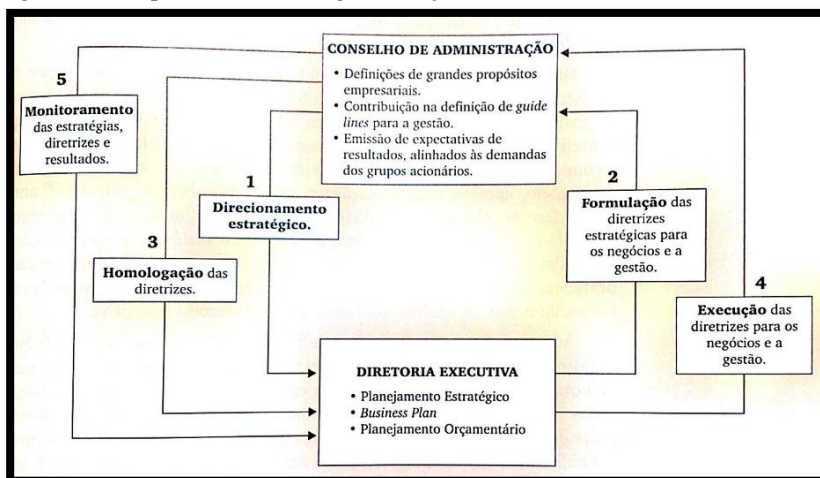 CONSELHO DE ADMINISTRAÇÃO
• Definições de grandes propósitos
empresariais.
• Contribuição na definição de guide
lines para a gestão.
• Emissão de expectativas de
resultados, alinhados às demandas
dos grupos acionários.
5
Monitoramento
das estratégias,
diretrizes e
resultados.
1
Direcionamento
estratégico.
2
Formulação das
diretrizes
estratégicas para
os negócios e a
gestão.
3
Homologação das
diretrizes.
4
Execução das
diretrizes para os
negócios e a
gestão.
DIRETORIA EXECUTIVA
• Planejamento Estratégico
• Business Plan
• Planejamento Orçamentário